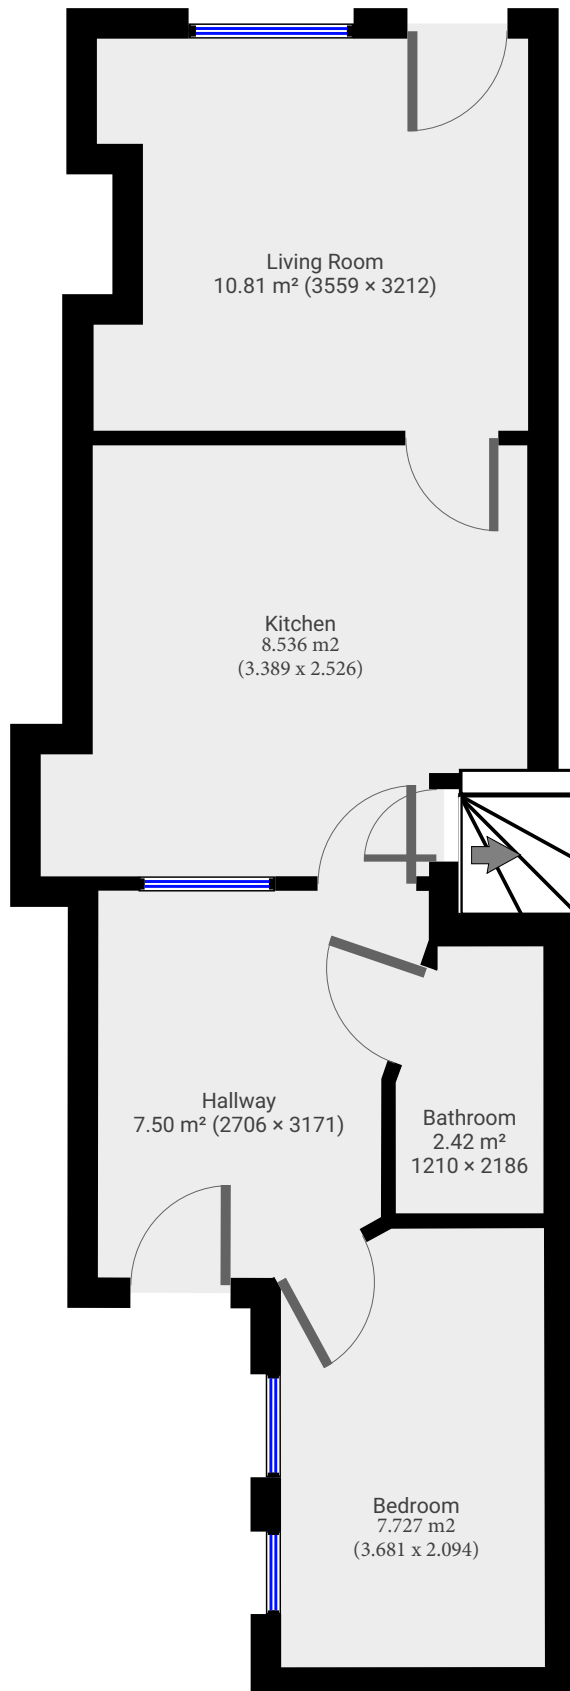 Living Room
10.81 m² (3559 × 3212)
Kitchen
8.536 m2
(3.389 x 2.526)
Hallway
7.50 m² (2706 × 3171)
Bathroom
2.42 m²
1210 × 2186
Bedroom
7.727 m2
(3.681 x 2.094)